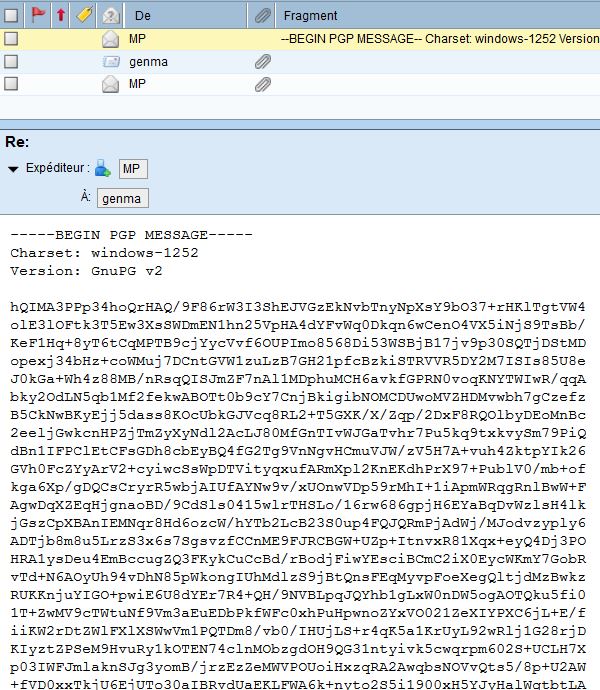 De Fragment
MP --BEGIN PGP MESSAGE-- Charset: windows-1252 Version
genma
MP
Re:
Expéditeur : MP
À: genma
-----BEGIN PGP MESSAGE-----
Charset: windows-1252
Version: GnuPG v2
hQIMA3PPp34hoQrHAQ/9F86rW3I3ShEJVGzEkNvbTnyNpXsY9bO37+rHKlTgtVW4
olE3lOFtk3T5Ew3XsSWDmEN1hn25VpHA4dYFvWq0Dkqn6wCenO4VX5iNjS9TsBb/
KeF1Hq+8yT6tCqMPTB9cjYycVvf6OUPImo8568Di53WSBjB17jv9p30SQTjDStMD
opexj34bHz+coWMuj7DCntGVW1zuLzB7GH21pfcBzkiSTRVVR5DY2M7ISIs85U8e
J0kGa+Wh4z88MB/nRsqQISJmZF7nAl1MDphuMCH6avkfGPRN0voqKNYTWIwR/qqA
bky2OdLN5qb1Mf2fekwABOTt0b9cY7CnjBkigibNOMCDUwoMVZHDMvwbh7gCzefz
B5CkNwBKyEjj5dass8KOcUbkGJVcq8RL2+T5GXK/X/Zqp/2DxF8RQOlbyDEoMnBc
2eeljGwkcnHPZjTmZyXyNdl2AcLJ80MfGnTIvWJGaTvhr7Pu5kq9txkvySm79PiQ
dBn1IFPClEtCFsGDh8cbEyBQ4fG2Tg9VnNgvHCmuVJW/zV5H7A+vuh4ZktpYIk26
GVh0FcZYyArV2+cyiwcSsWpDTVityqxufARmXpl2KnEKdhPrX97+PublV0/mb+of
kga6Xp/gDQCsCryrR5wbjAIUfAYNw9v/xUOnwVDp59rMhI+1iApmWRqgRnlBwW+F
AgwDqXZEqHjgnaoBD/9CdSls0415wlrTHSLo/16rw686gpjH6EYaBqDvWzlsH4lk
jGszCpXBAnIEMNqr8Hd6ozcW/hYTb2LcB23S0up4FQJQRmPjAdWj/MJodvzyply6
ADTjb8m8u5LrzS3x6s7SgsvzfCCnME9FJRCBGW+UZp+ItnvxR81Xqx+eyQ4Dj3PO
HRA1ysDeu4EmBccugZQ3FKykCuCcBd/rBodjFiwYEsciBCmC2iX0EycWKmY7GobR
vTd+N6AOyUh94vDhN85pWkongIUhMdlzS9jBtQnsFEqMyvpFoeXegQltjdMzBwkz
RUKKnjuYIGO+pwiE6U8dYEr7R4+QH/9NVBLpqJQYhb1gLxW0nDW5ogAOTQku5fi0
1T+ZwMV9cTWtuNf9Vm3aEuEDbPkfWFc0xhPuHpwnoZYxVO021ZeXIYPXC6jL+E/f
iiKW2rDtZWlFXlXSWwVm1PQTDm8/vb0/IHUjLS+r4qK5a1KrUyL92wRlj1G28rjD
KIyztZPSeM9HvuRy1kOTEN74clnMObzgdOH9QG31ntyivk5cwqrpm602S+UCLH7X
p03IWFJmlaknSJg3yomB/jrzEzZeMWVPOUoiHxzqRA2AwqbsNOVvQts5/8p+U2AW
+fVD0xxTkjU6EjUTo30aIBRvdUaEKLFWA6k+nyto2S5i1900xH5YJyHalWqtbtLA